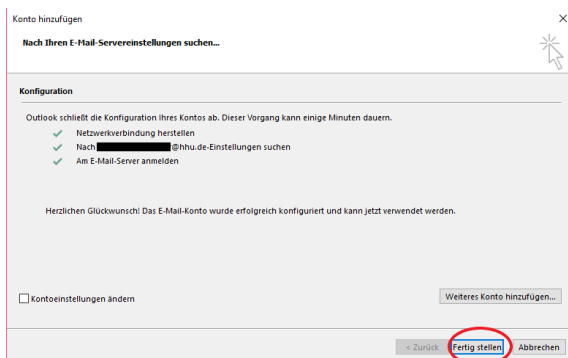 Konto hinzufügen
Nach Ihren E-Mail-Servereinstellungen suchen...
Konfiguration
Outlook schließt die Konfiguration Ihres Kontos ab. Dieser Vorgang kann einige Minuten dauern.
Netzwerkverbindung herstellen
Nach @hhu.de-Einstellungen suchen
Am E-Mail-Server anmelden
Herzlichen Glückwunsch! Das E-Mail-Konto wurde erfolgreich konfiguriert und kann jetzt verwendet werden.
Kontoeinstellungen ändern
Weiteres Konto hinzufügen...
< Zurück Fertig stellen Abbrechen